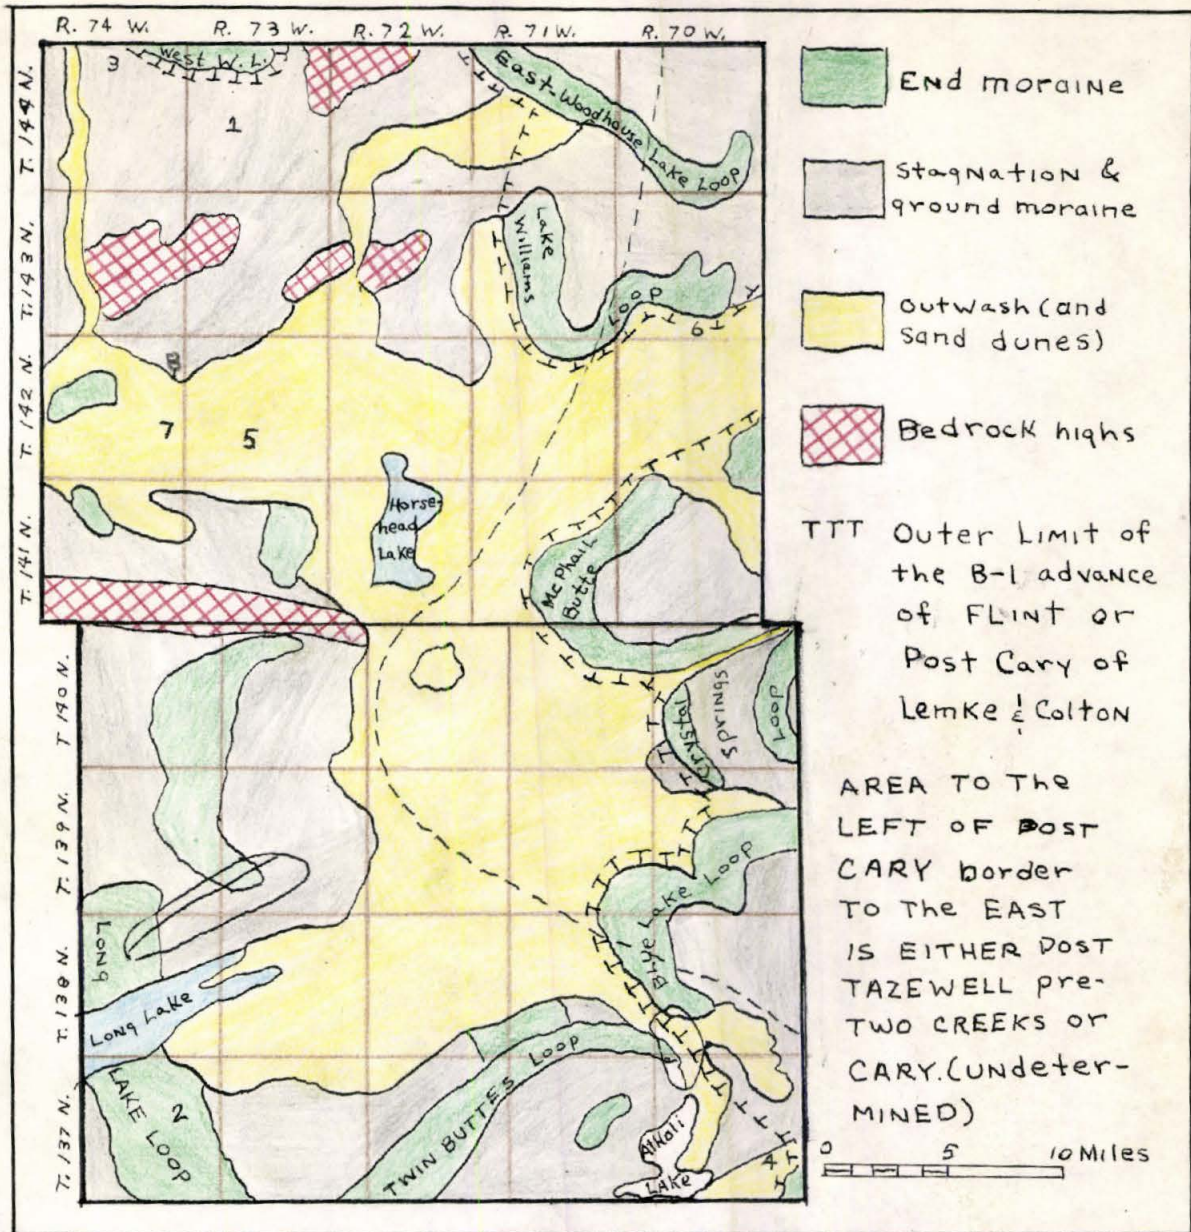 R. 74 W. R. 73 W. R. 72 W. R. 71 W. R. 70 W.
T. 144 N.
T. 143 N.
T. 142 N.
T. 141 N.
T 140 N.
T. 139 N.
T. 138 N.
T. 137 N.
3
West W. L.
1
East Woodhouse Lake Loop
Lake
Williams
Loop
6
8
7
5
Horse-
head
Lake
McPhail
Butte
Crystal
Springs
Loop
Blue Lake Loop
Long
Long Lake
LAKE LOOP
2
TWIN BUTTES LOOP
Alkali
LAKE
4
End moraine
Stagnation &
ground moraine
Outwash (and
sand dunes)
Bedrock highs
TTT Outer Limit of
the B-1 advance
of FLINT or
Post Cary of
Lemke & Colton
AREA TO The
LEFT OF POST
CARY border
TO The EAST
IS EITHER POST
TAZEWELL pre-
TWO CREEKS OR
CARY. (UNdeter-
MINED)
0 5 10 Miles